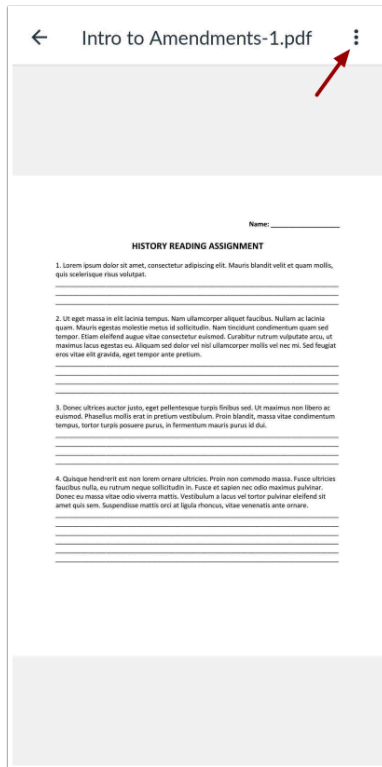 Intro to Amendments-1.pdf
Name: ____________________
HISTORY READING ASSIGNMENT
1. Lorem ipsum dolor sit amet, consectetur adipiscing elit. Mauris blandit velit et quam mollis,
quis scelerisque risus volutpat.
2. Ut eget massa in elit lacinia tempus. Nam ullamcorper aliquet faucibus. Nullam ac lacinia
quam. Mauris egestas molestie metus id sollicitudin. Nam tincidunt condimentum quam sed
tempor. Etiam eleifend augue vitae consectetur euismod. Curabitur rutrum vulputate arcu, ut
maximus lacus egestas eu. Aliquam sed dolor vel nisl ullamcorper mollis vel nec mi. Sed feugiat
eros vitae elit gravida, eget tempor ante pretium.
3. Donec ultrices auctor justo, eget pellentesque turpis finibus sed. Ut maximus non libero ac
euismod. Phasellus mollis erat in pretium vestibulum. Proin blandit, massa vitae condimentum
tempus, tortor turpis posuere purus, in fermentum mauris purus id dui.
4. Quisque hendrerit est non lorem ornare ultricies. Proin non commodo massa. Fusce ultricies
faucibus nulla, eu rutrum neque sollicitudin in. Fusce et sapien nec odio maximus pulvinar.
Donec eu massa vitae odio viverra mattis. Vestibulum a lacus vel tortor pulvinar eleifend sit
amet quis sem. Suspendisse mattis orci at ligula rhoncus, vitae venenatis ante ornare.